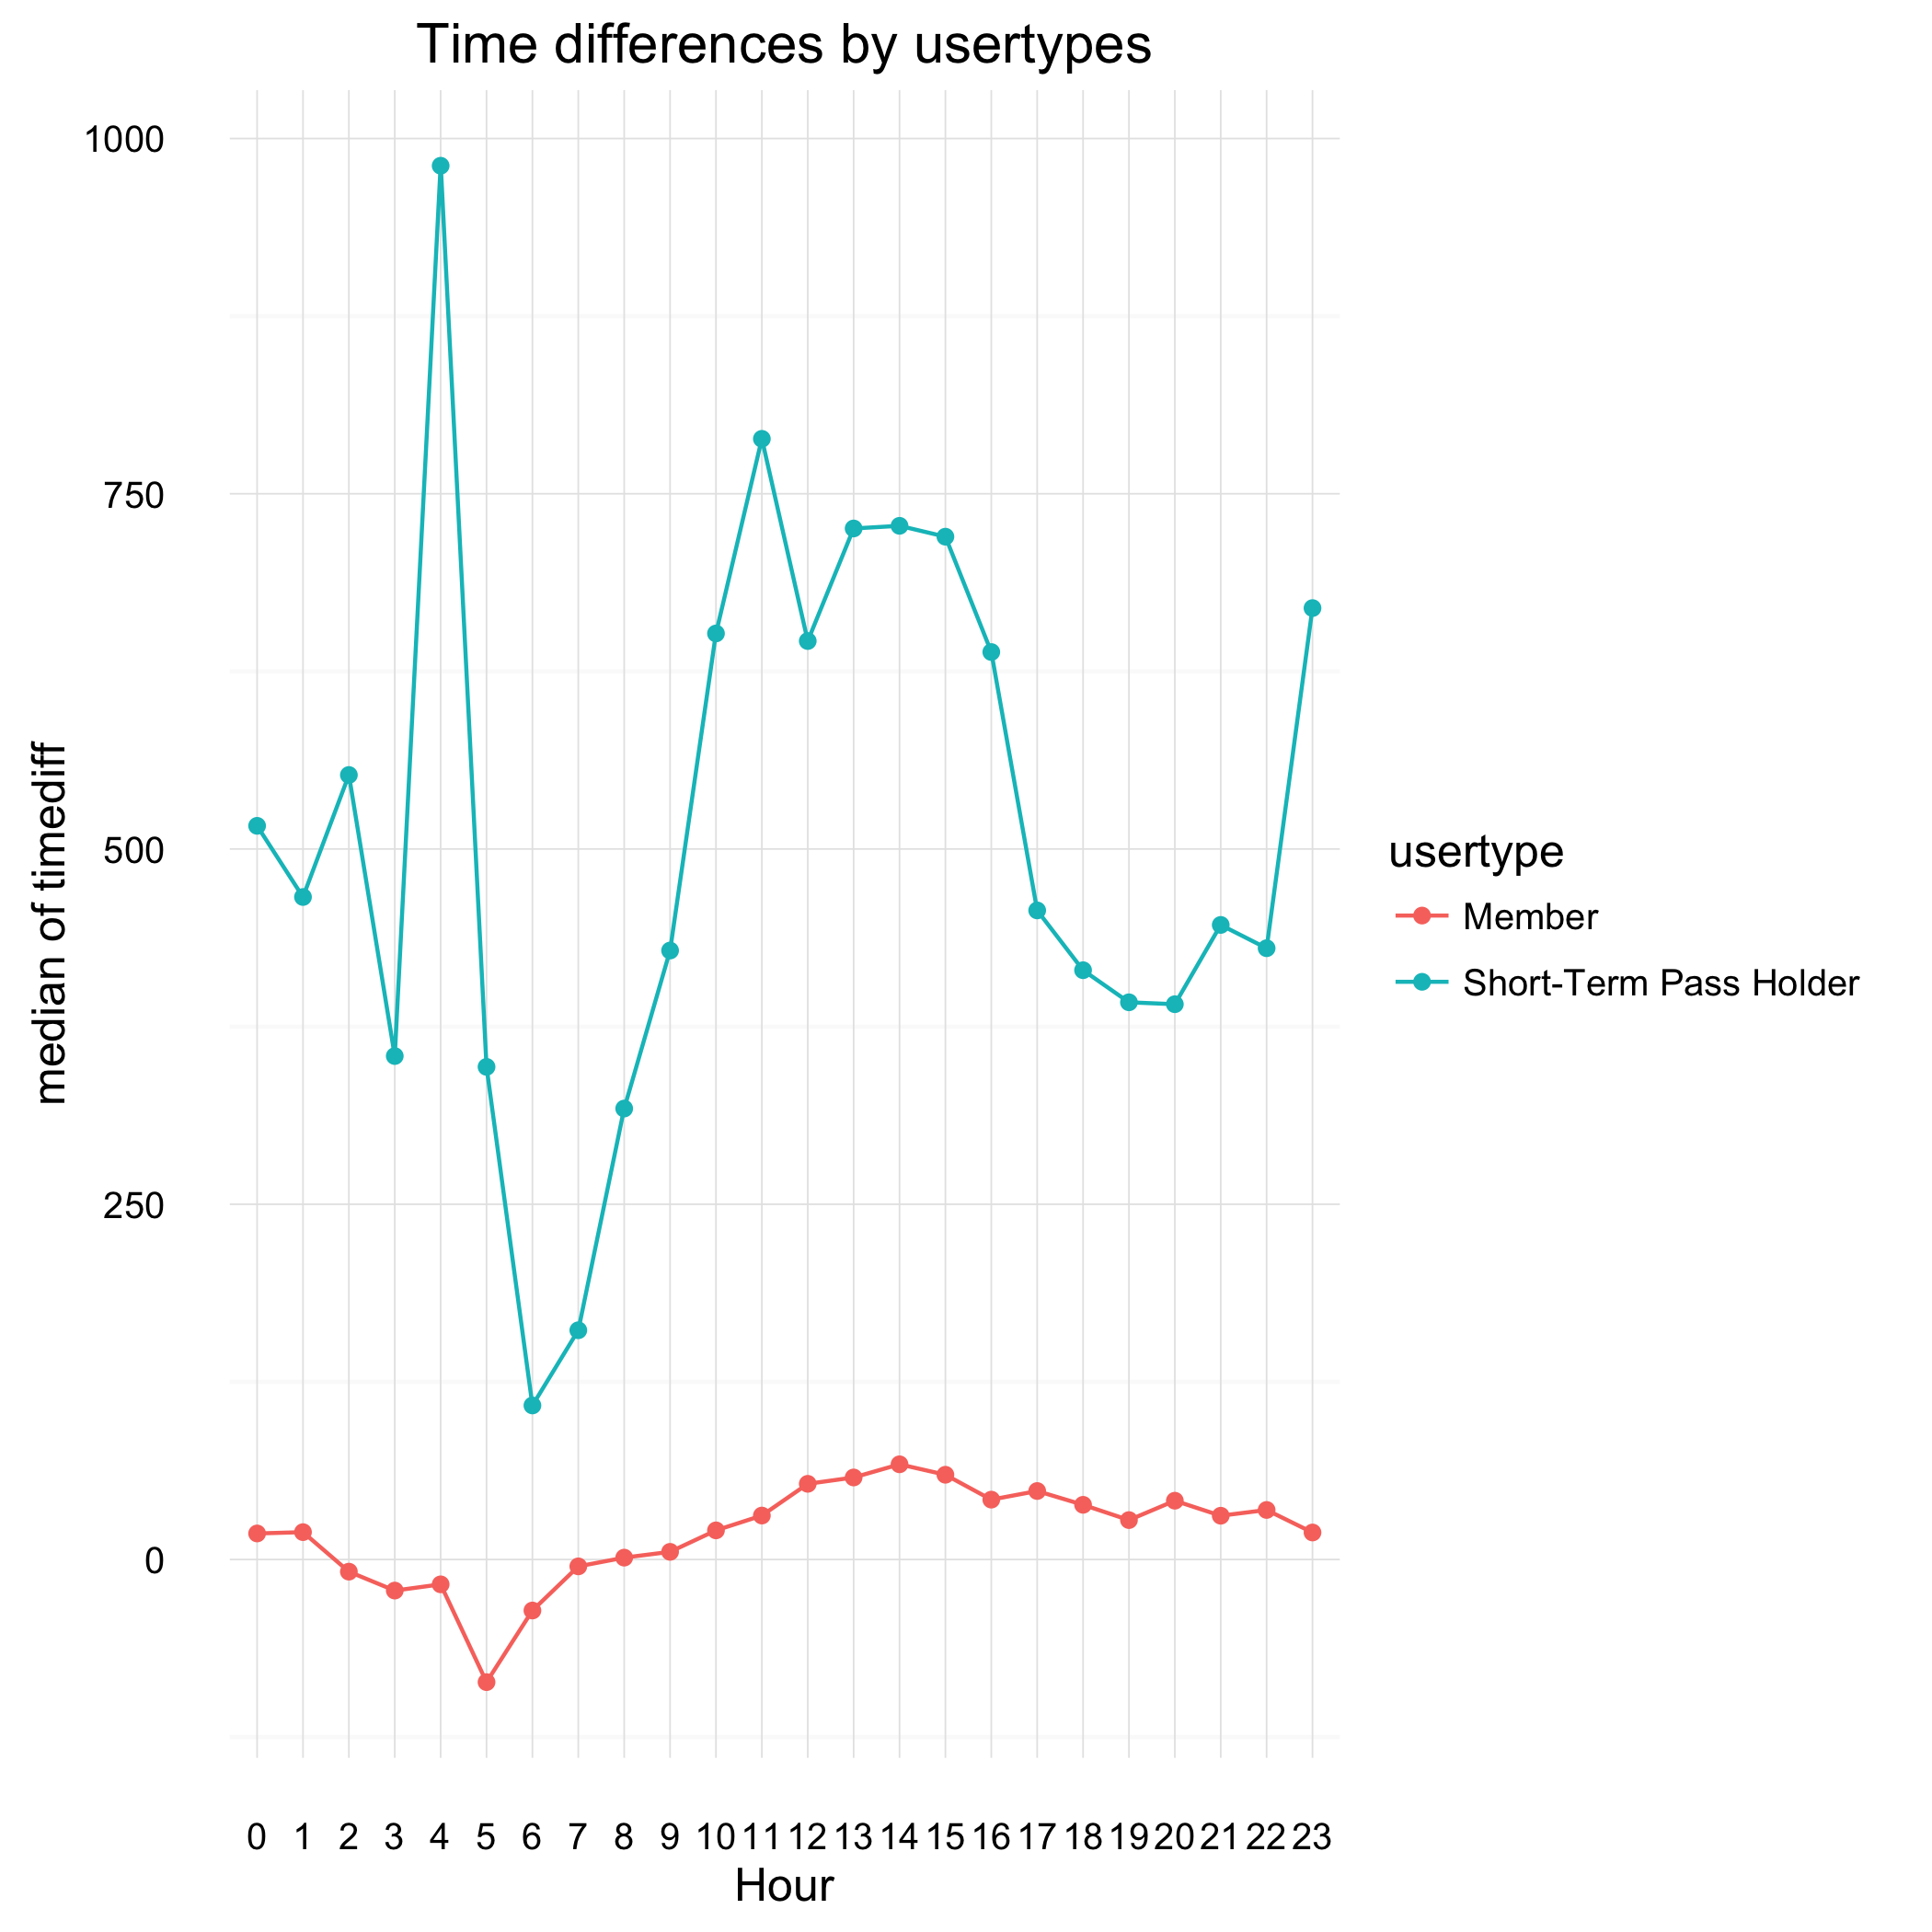 Time differences by usertypes
1000
750
500
250
0
median of timediff
0 1 2 3 4 5 6 7 8 9 10 11 12 13 14 15 16 17 18 19 20 21 22 23
Hour
usertype
Member
Short-Term Pass Holder